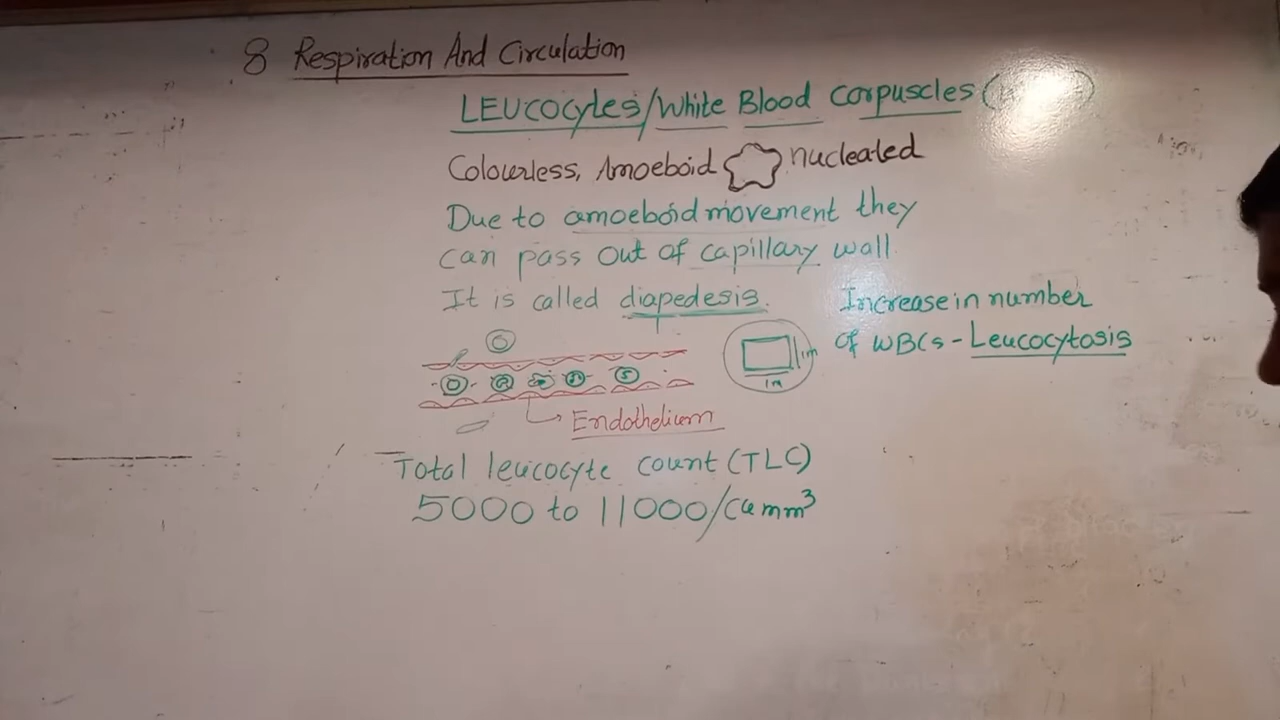 8 Respiration And Circulation
LEUCOCYTES/White Blood Corpuscles (
Colourless, Amoeboid nucleated
Due to amoeboid movement they
can pass out of capillary wall.
It is called diapedesis.
Increase in number
of WBCs - Leucocytosis
1m
1m
Endothelium
Total leucocyte count (TLC)
5000 to 11000/cu mm³